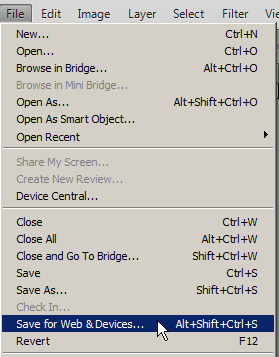 File Edit Image Layer Select Filter Vie
New... Ctrl+N
Open... Ctrl+O
Browse in Bridge... Alt+Ctrl+O
Browse in Mini Bridge...
Open As... Alt+Shift+Ctrl+O
Open As Smart Object...
Open Recent
Share My Screen...
Create New Review...
Device Central...
Close Ctrl+W
Close All Alt+Ctrl+W
Close and Go To Bridge... Shift+Ctrl+W
Save Ctrl+S
Save As... Shift+Ctrl+S
Check In...
Save for Web & Devices... Alt+Shift+Ctrl+S
Revert F12